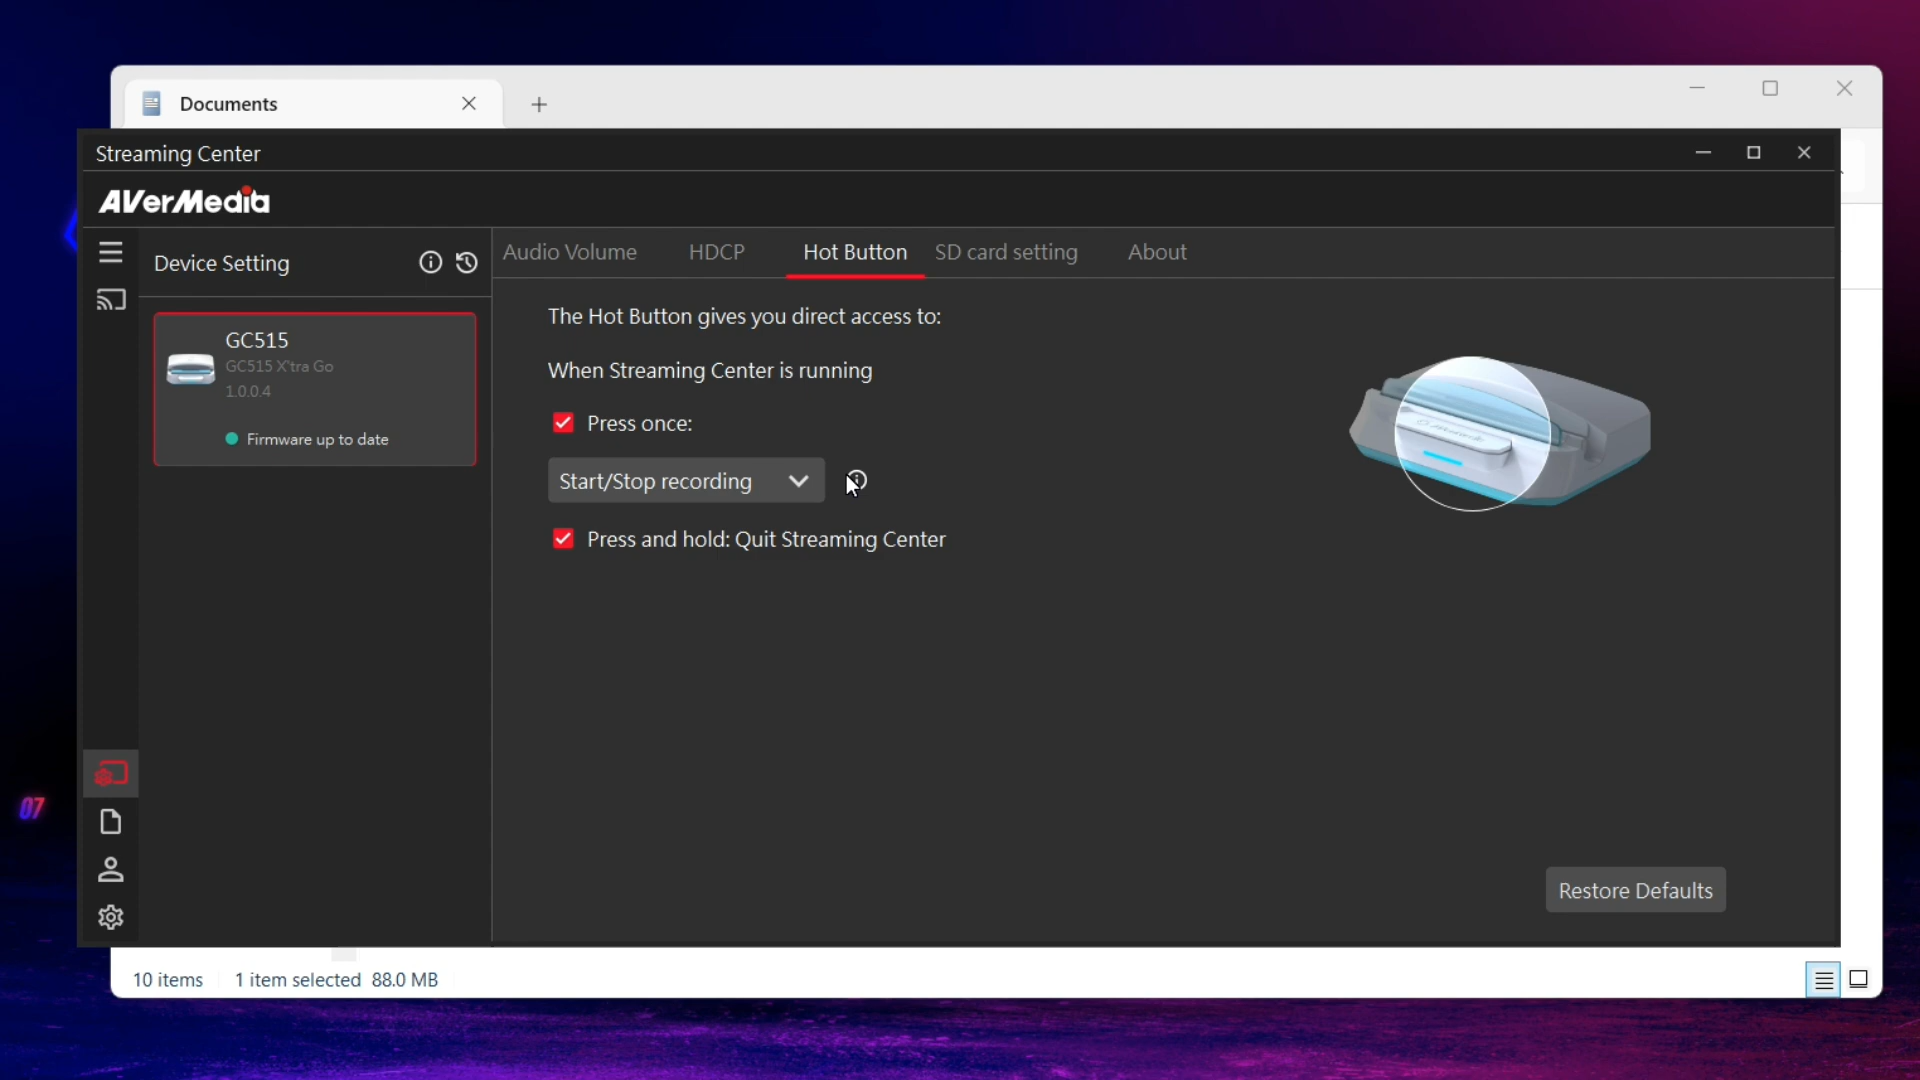 Documents
Streaming Center
AVerMedia
Device Setting
Audio Volume
HDCP
Hot Button
SD card setting
About
GC515
GC515 X'tra Go
1.0.0.4
Firmware up to date
The Hot Button gives you direct access to:
When Streaming Center is running
Press once:
Start/Stop recording
Press and hold: Quit Streaming Center
Restore Defaults
07
10 items
1 item selected 88.0 MB